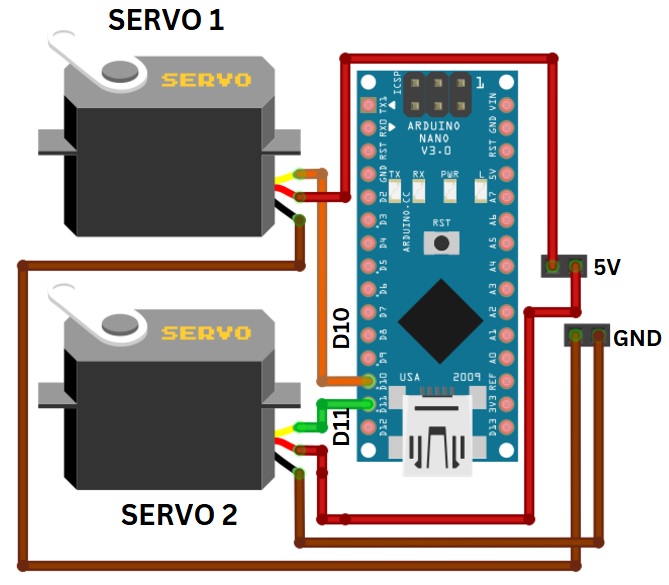 SERVO 1
SERVO
ICSP
1
ARDUINO
NANO
V3.0
TX1
RX0
RST
GND
D2
D3
D4
D5
D6
D7
D8
D9
D10
D11
D12
VIN
GND
RST
5V
A7
A6
A5
A4
A3
A2
A1
A0
REF
3V3
D13
TX RX PWR L
RST
ARDUINO.CC
USA 2009
D10
D11
5V
GND
SERVO
SERVO 2